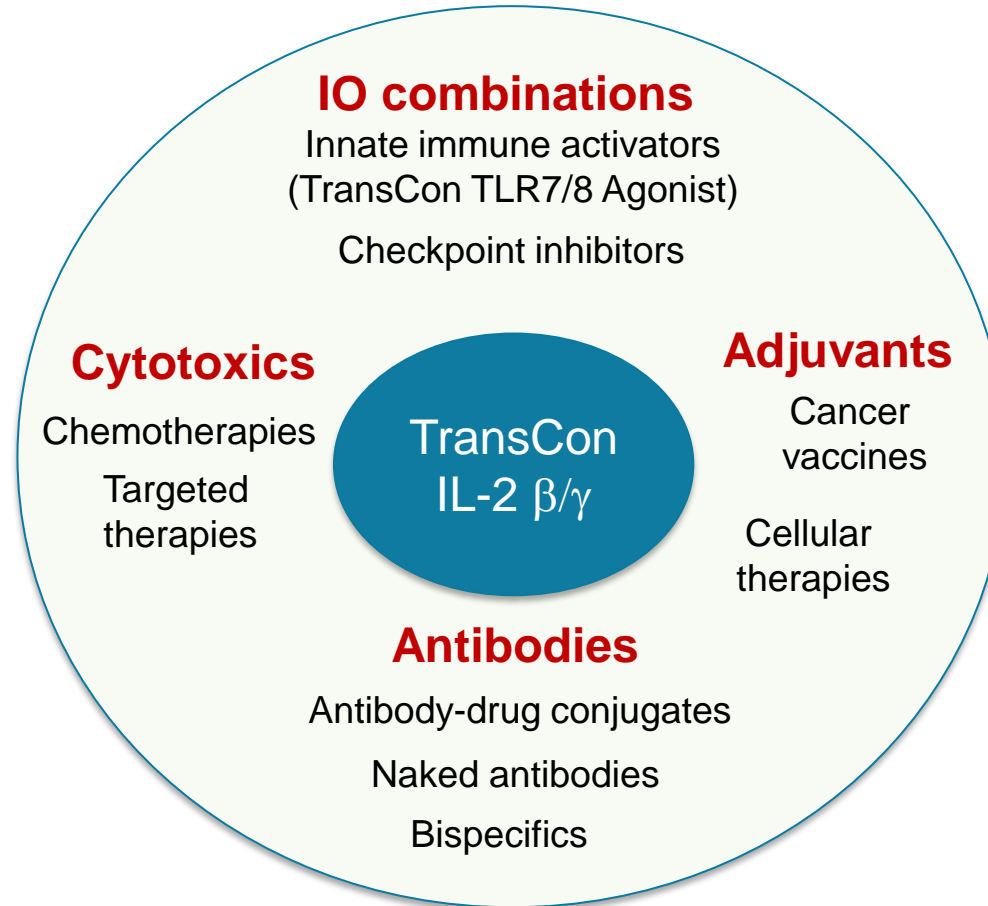 IO combinations
Innate immune activators
(TransCon TLR7/8 Agonist)
Checkpoint inhibitors
Cytotoxics
Chemotherapies
Targeted
therapies
TransCon
IL-2 β/γ
Adjuvants
Cancer
vaccines
Cellular
therapies
Antibodies
Antibody-drug conjugates
Naked antibodies
Bispecifics